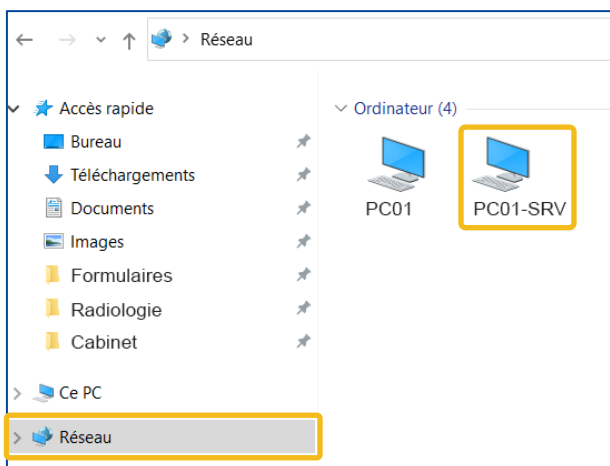 Réseau
Accès rapide
Bureau
Téléchargements
Documents
Images
Formulaires
Radiologie
Cabinet
Ce PC
Réseau
Ordinateur (4)
PC01
PC01-SRV